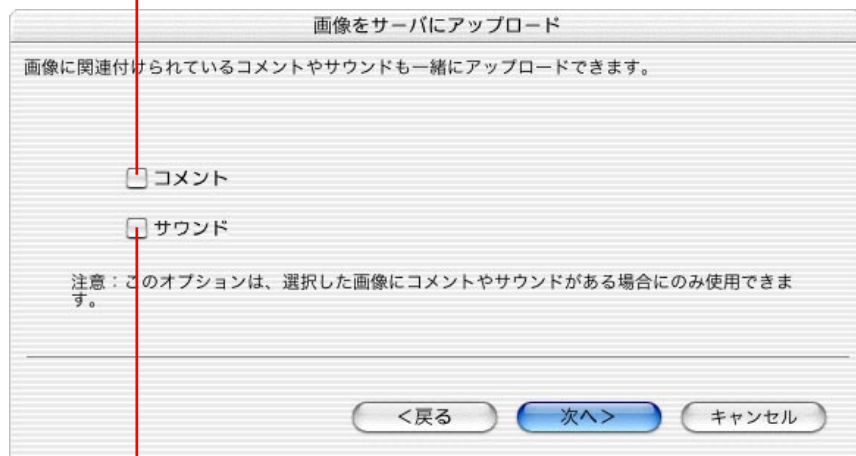 画像をサーバにアップロード
画像に関連付けられているコメントやサウンドも一緒にアップロードできます。
コメント
サウンド
注意：このオプションは、選択した画像にコメントやサウンドがある場合にのみ使用できま
す。
<戻る
次へ>
キャンセル